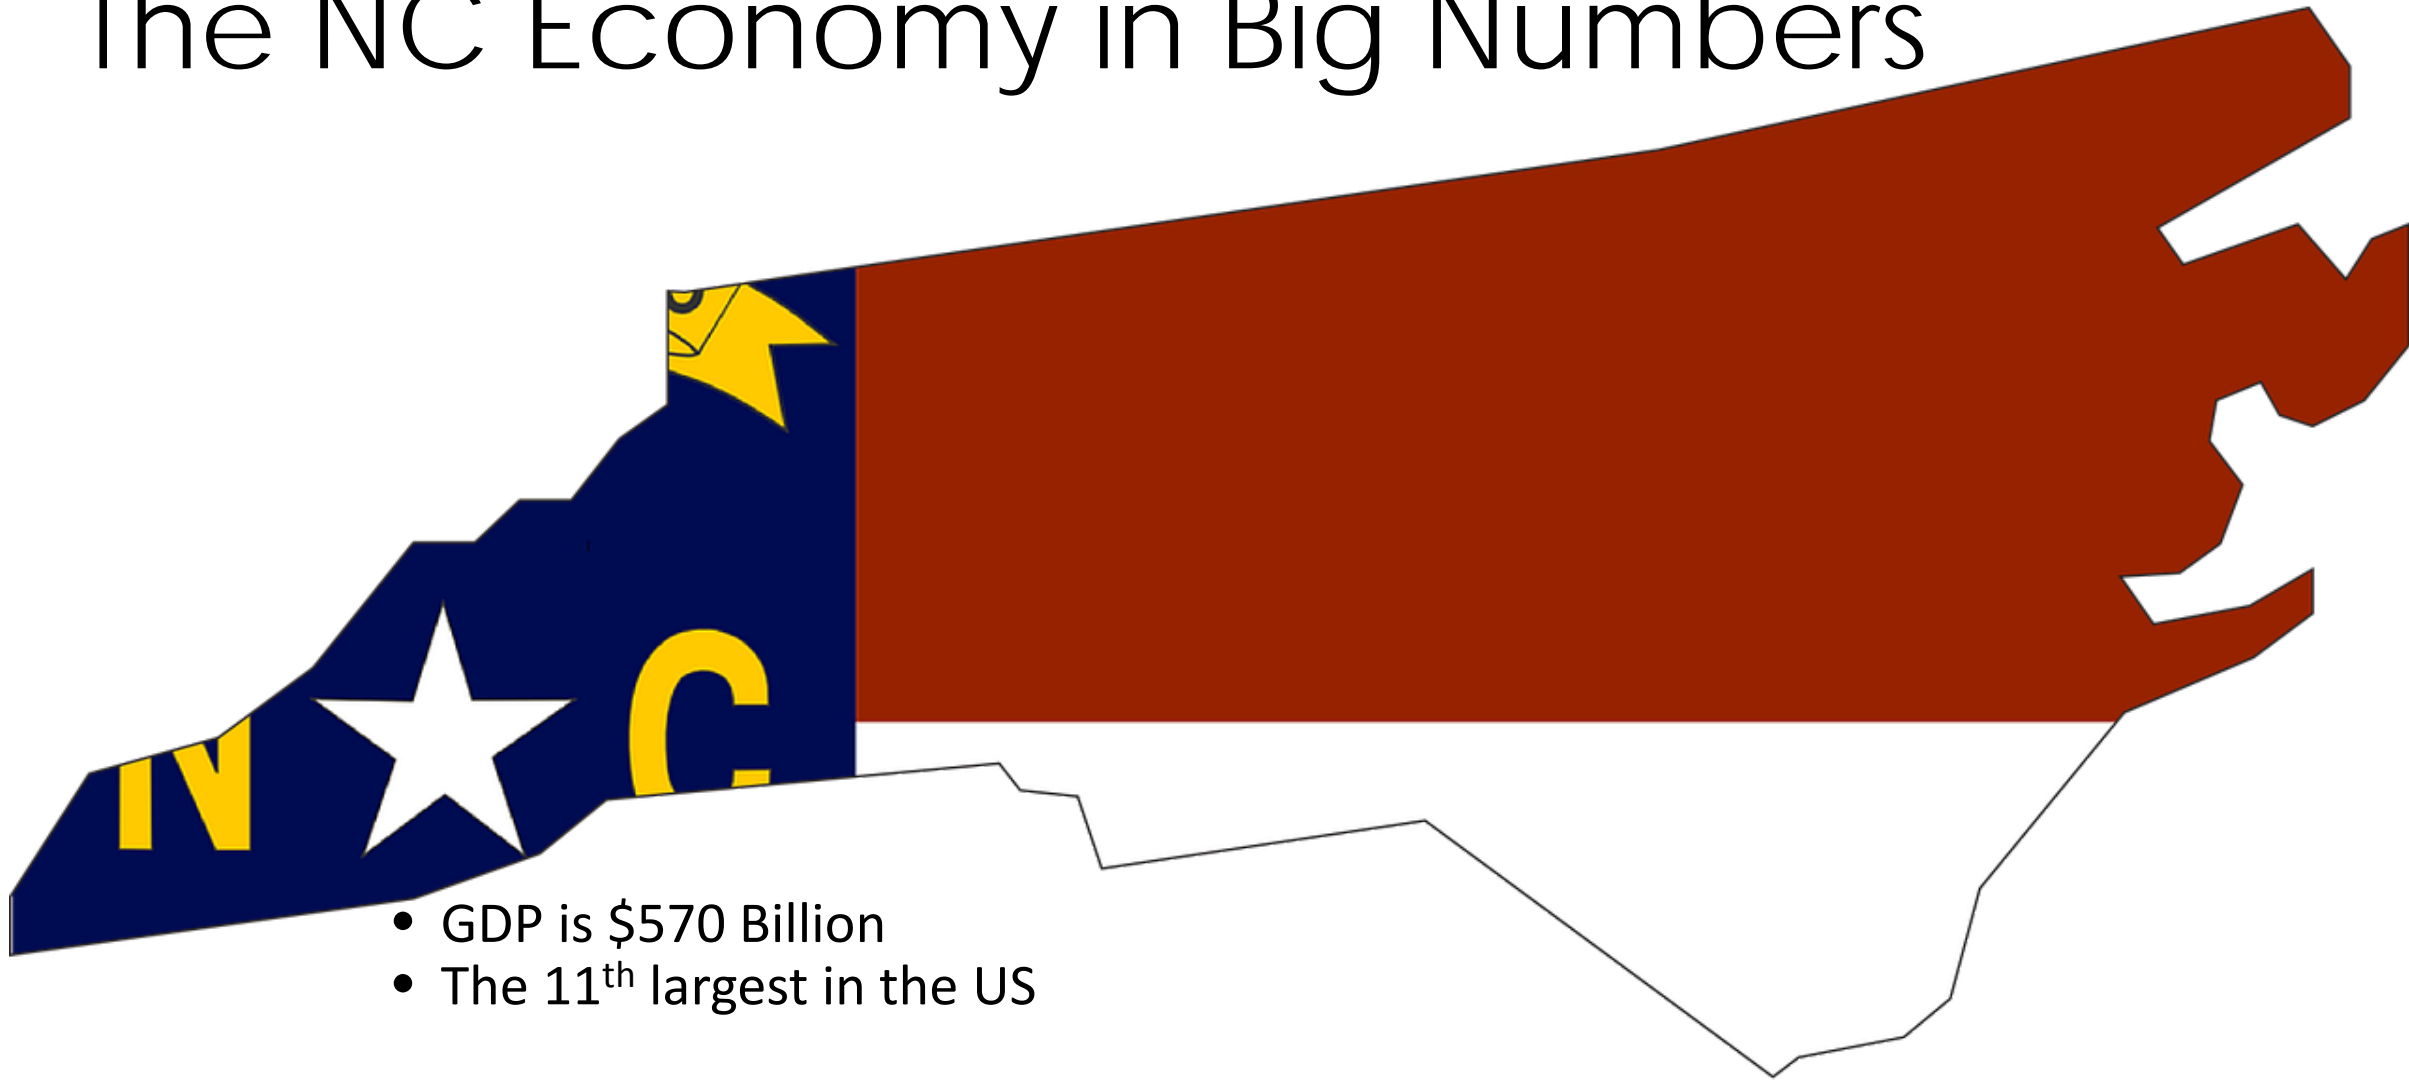 The NC Economy in Big Numbers
N C
• GDP is $570 Billion
• The 11th largest in the US